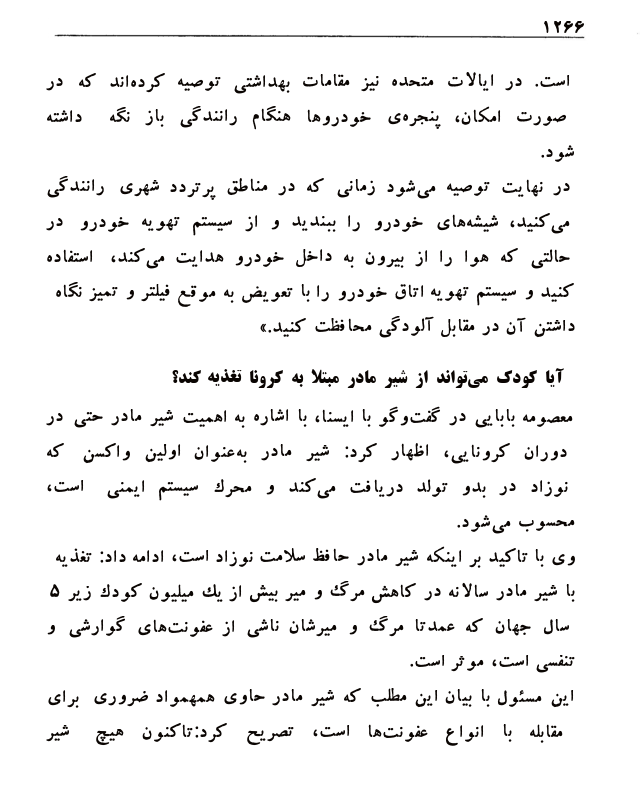 ۱۲۶۶
است. در ایالات متحده نیز مقامات بهداشتی توصیه کرده‌اند که در
صورت امکان، پنجره‌ی خودروها هنگام رانندگی باز نگه داشته
شود.
در نهایت توصیه می‌شود زمانی که در مناطق پرتردد شهری رانندگی
می‌کنید، شیشه‌های خودرو را ببندید و از سیستم تهویه خودرو در
حالتی که هوا را از بیرون به داخل خودرو هدایت می‌کند، استفاده
کنید و سیستم تهویه اتاق خودرو را با تعویض به موقع فیلتر و تمیز نگاه
داشتن آن در مقابل آلودگی محافظت کنید.»
آیا کودک می‌تواند از شیر مادر مبتلا به کرونا تغذیه کند؟
معصومه بابایی در گفت‌وگو با ایسنا، با اشاره به اهمیت شیر مادر حتی در
دوران کرونایی، اظهار کرد: شیر مادر به‌عنوان اولین واکسن که
نوزاد در بدو تولد دریافت می‌کند و محرك سیستم ایمنی است،
محسوب می‌شود.
وی با تاکید بر اینکه شیر مادر حافظ سلامت نوزاد است، ادامه داد: تغذیه
با شیر مادر سالانه در کاهش مرگ و میر بیش از یك میلیون کودك زیر ۵
سال جهان که عمدتا مرگ و میرشان ناشی از عفونت‌های گوارشی و
تنفسی است، موثر است.
این مسئول با بیان این مطلب که شیر مادر حاوی همهمواد ضروری برای
مقابله با انواع عفونت‌ها است، تصریح کرد:تاکنون هیچ شیر